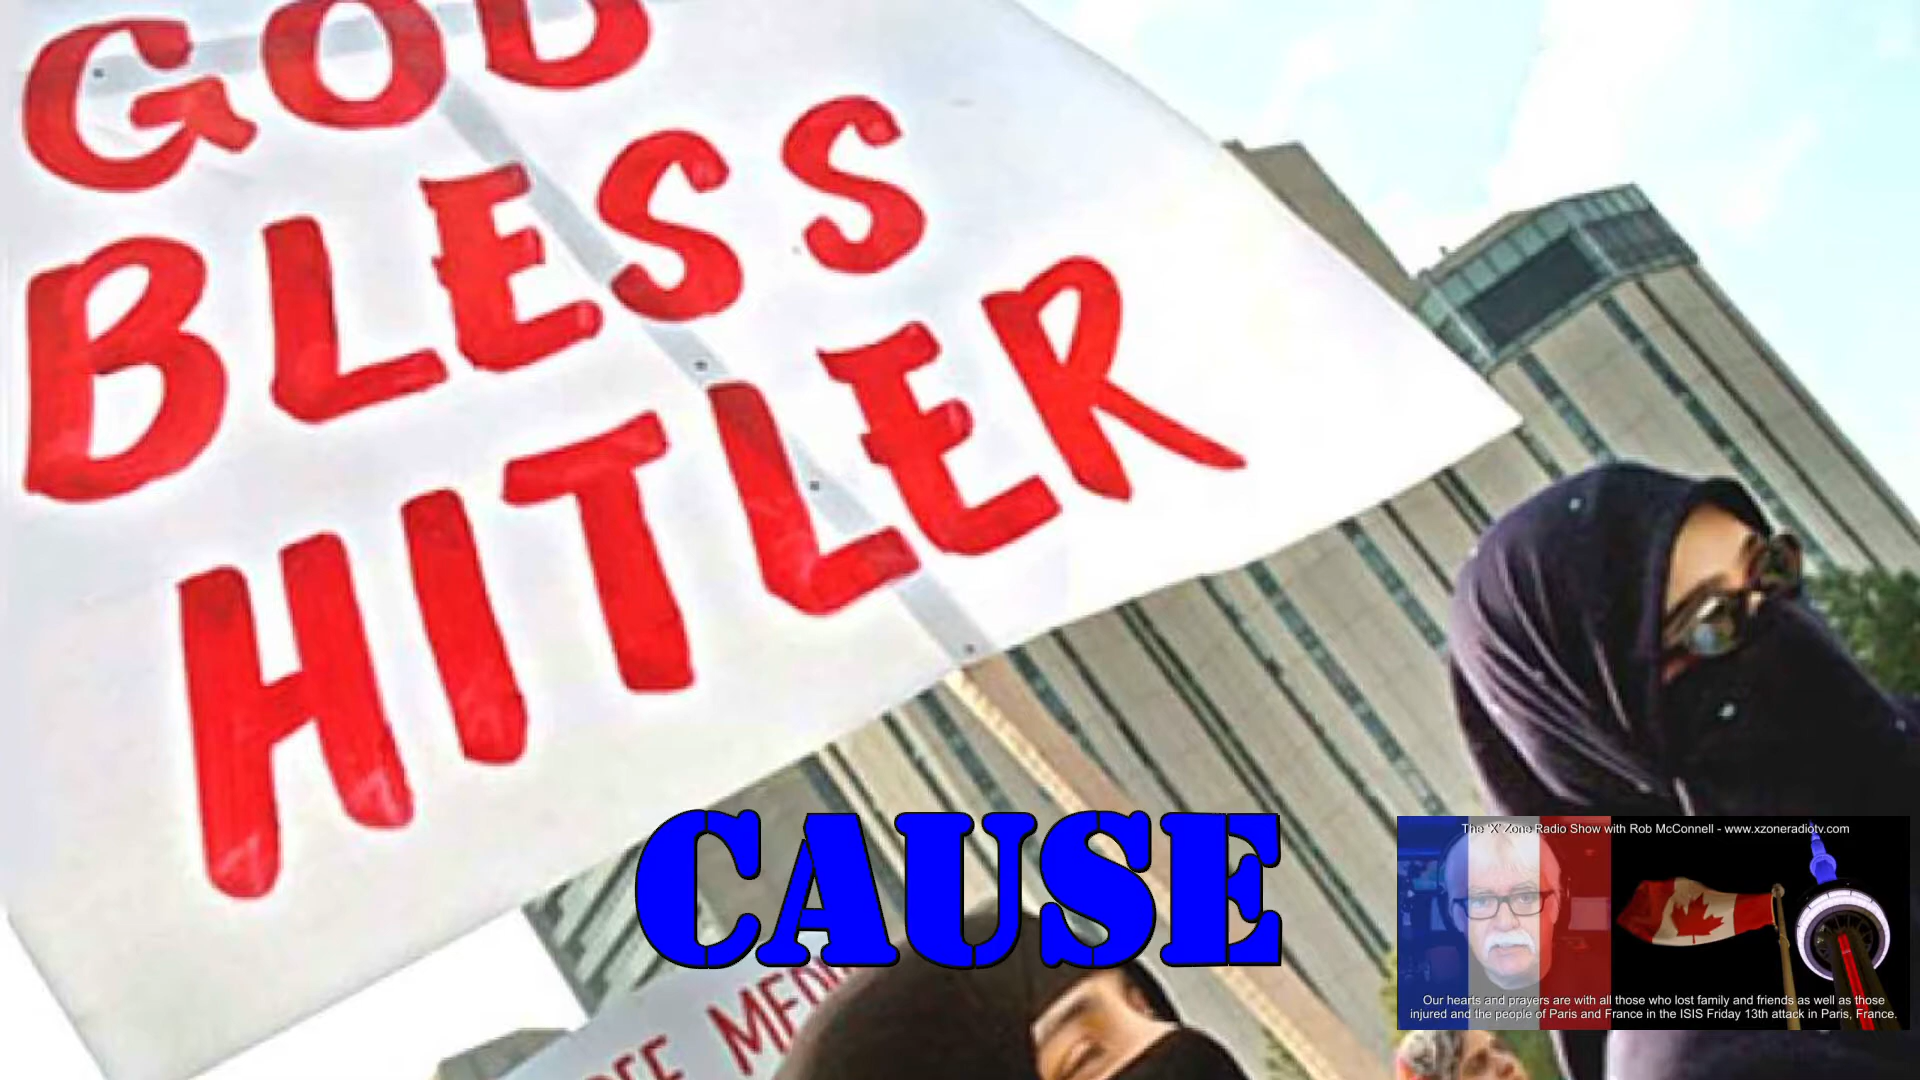 GOD
BLESS
HITLER
CAUSE
The 'X' Zone Radio Show with Rob McConnell - www.xzoneradiotv.com
Our hearts and prayers are with all those who lost family and friends as well as those
injured and the people of Paris and France in the ISIS Friday 13th attack in Paris, France.